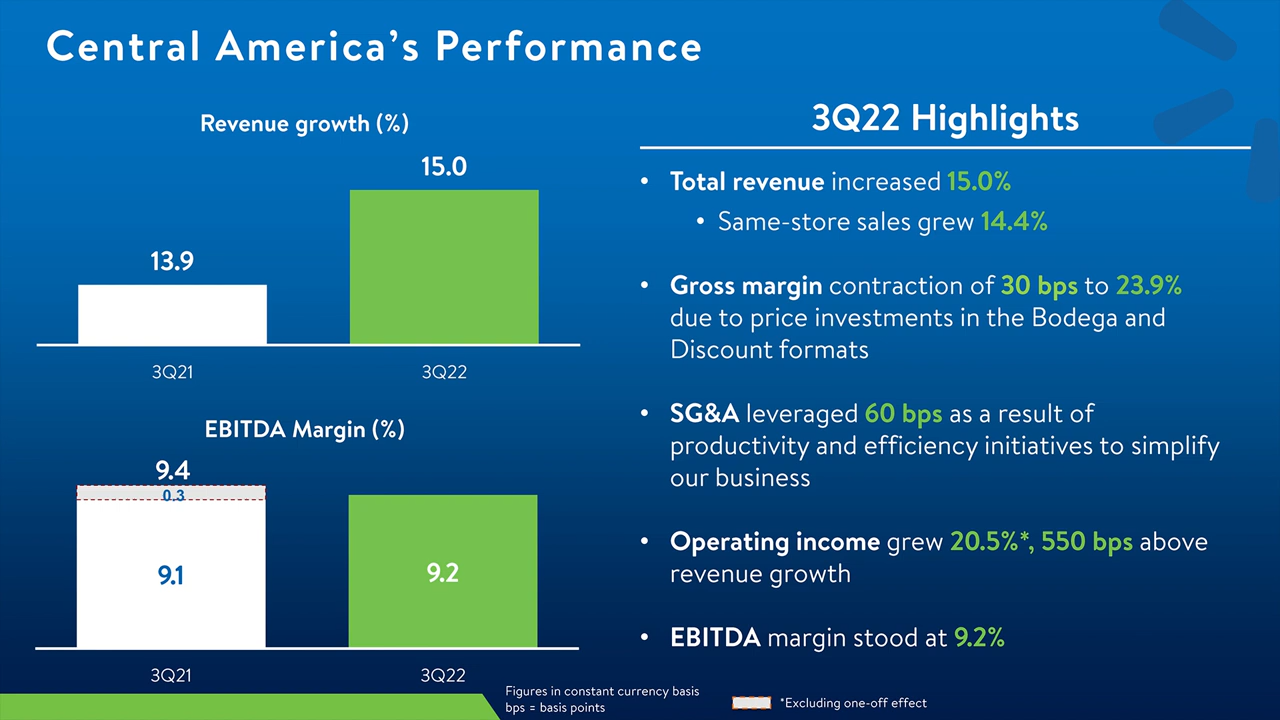 Central America’s Performance
Revenue growth (%)
15.0
13.9
3Q21
3Q22
EBITDA Margin (%)
9.4
0.3
9.1
9.2
3Q21
3Q22
3Q22 Highlights
• Total revenue increased 15.0%
• Same-store sales grew 14.4%
• Gross margin contraction of 30 bps to 23.9%
due to price investments in the Bodega and
Discount formats
• SG&A leveraged 60 bps as a result of
productivity and efficiency initiatives to simplify
our business
• Operating income grew 20.5%*, 550 bps above
revenue growth
• EBITDA margin stood at 9.2%
Figures in constant currency basis
bps = basis points
*Excluding one-off effect